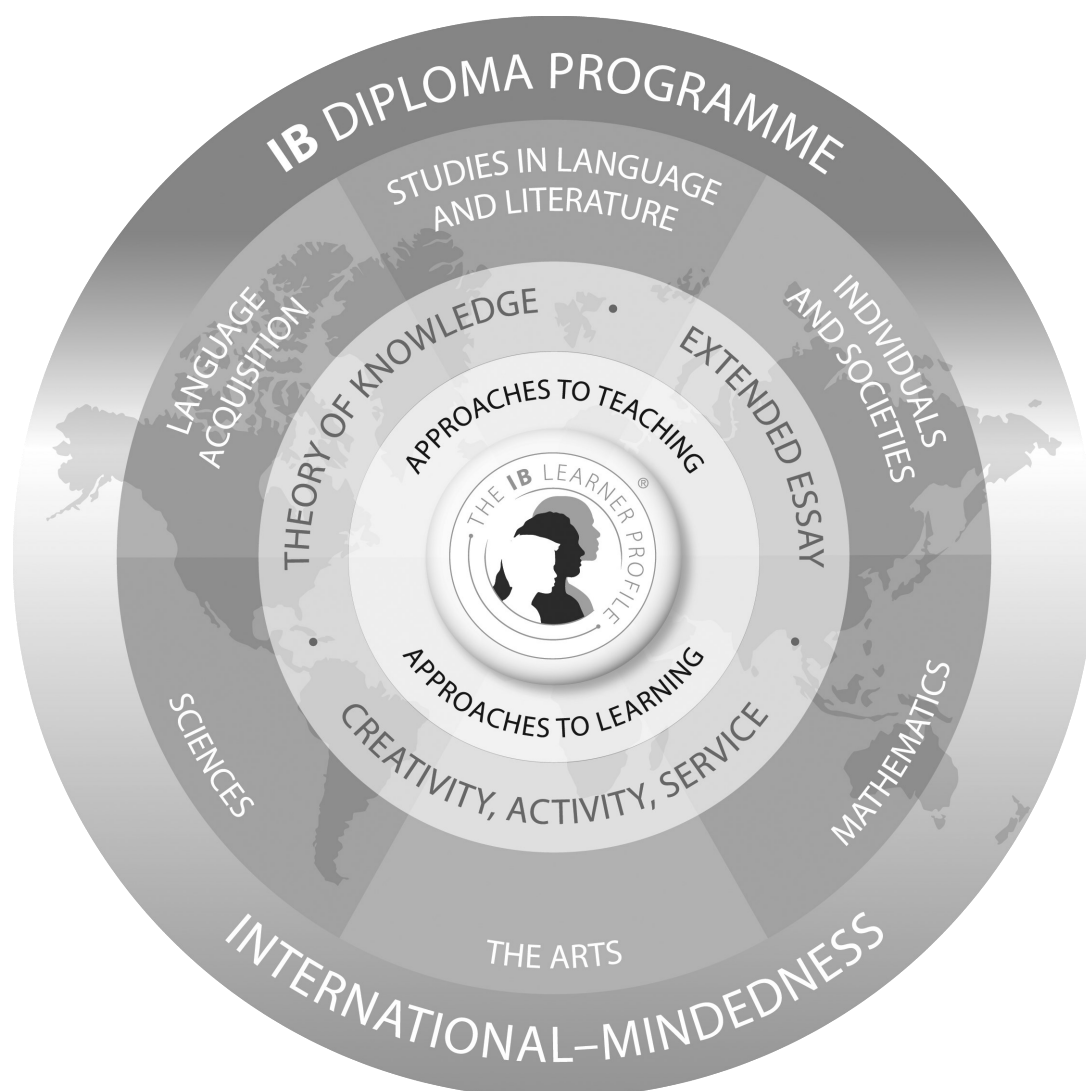 IB DIPLOMA PROGRAMME
STUDIES IN LANGUAGE
AND LITERATURE
LANGUAGE
ACQUISITION
INDIVIDUALS
AND SOCIETIES
THEORY OF KNOWLEDGE
EXTENDED ESSAY
APPROACHES TO TEACHING
THE IB LEARNER PROFILE ®
APPROACHES TO LEARNING
CREATIVITY, ACTIVITY, SERVICE
SCIENCES
MATHEMATICS
THE ARTS
INTERNATIONAL–MINDEDNESS